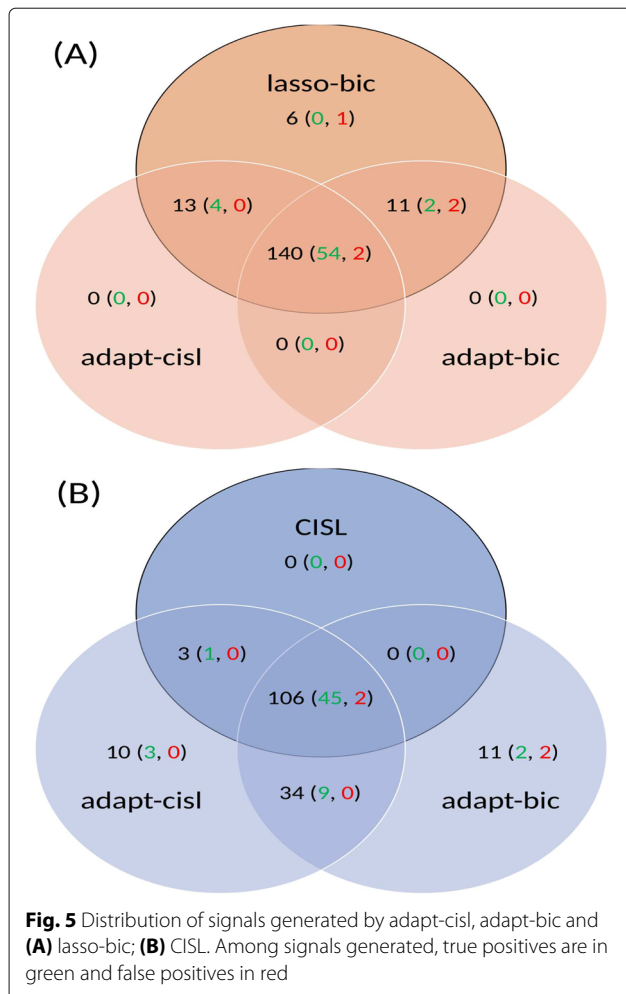 (A)
lasso-bic
6 (0, 1)
13 (4, 0)
11 (2, 2)
140 (54, 2)
0 (0, 0)
0 (0, 0)
adapt-cisl
0 (0, 0)
adapt-bic
(B)
CISL
0 (0, 0)
3 (1, 0)
0 (0, 0)
106 (45, 2)
10 (3, 0)
11 (2, 2)
adapt-cisl
34 (9, 0)
adapt-bic
Fig. 5 Distribution of signals generated by adapt-cisl, adapt-bic and
(A) lasso-bic; (B) CISL. Among signals generated, true positives are in
green and false positives in red